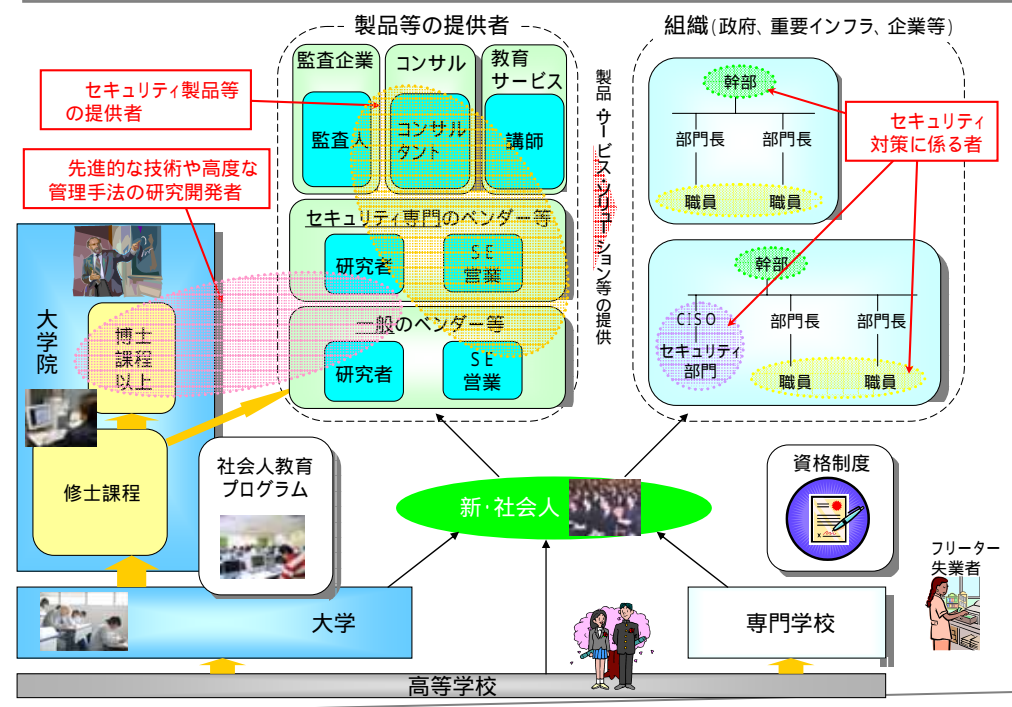 製品等の提供者
組織(政府、重要インフラ、企業等)
監査企業
コンサル
教育
サービス
監査人
コンサル
タント
講師
セキュリティ製品等
の提供者
先進的な技術や高度な
管理手法の研究開発者
セキュリティ専門のベンダー等
研究者
SE
営業
一般のベンダー等
研究者
SE
営業
製品・サービス・ソリューション等の提供
幹部
部門長
部門長
職員
職員
セキュリティ
対策に係る者
幹部
CISO
セキュリティ
部門
部門長
部門長
職員
職員
大学院
博士
課程
以上
修士課程
社会人教育
プログラム
新・社会人
資格制度
フリーター
失業者
大学
専門学校
高等学校